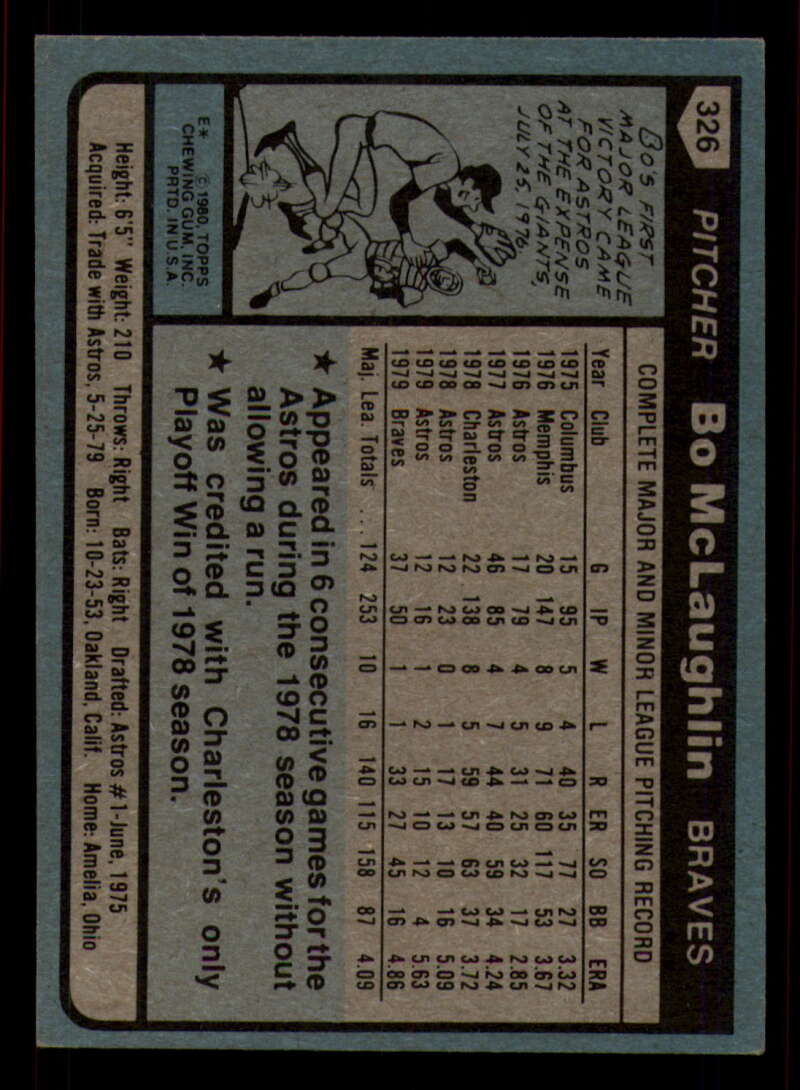 326
PITCHER Bo McLaughlin BRAVES
BO'S FIRST
MAJOR LEAGUE
VICTORY CAME
FOR ASTROS
AT THE EXPENSE
OF THE GIANTS,
JULY 25, 1976.
E* © 1980, TOPPS
CHEWING GUM, INC.
PRTD. IN U.S.A.
COMPLETE MAJOR AND MINOR LEAGUE PITCHING RECORD
Year Club G IP W L R ER SO BB ERA
1975 Columbus 15 95 5 4 40 35 77 27 3.32
1976 Memphis 20 147 8 9 71 60 117 53 3.67
1976 Astros 17 79 4 5 31 25 32 17 2.85
1977 Astros 46 85 4 7 44 40 59 34 4.24
1978 Charleston 22 138 8 5 59 57 63 37 3.72
1978 Astros 12 23 0 1 17 13 10 16 5.09
1979 Astros 12 16 1 2 15 10 12 4 5.63
1979 Braves 37 50 1 1 33 27 45 16 4.86
Maj. Lea. Totals . . . 124 253 10 16 140 115 158 87 4.09
★ Appeared in 6 consecutive games for the
Astros during the 1978 season without
allowing a run.
★ Was credited with Charleston's only
Playoff Win of 1978 season.
Height: 6'5" Weight: 210 Throws: Right Bats: Right Drafted: Astros #1-June, 1975
Acquired: Trade with Astros, 5-25-79 Born: 10-23-53, Oakland, Calif. Home: Amelia, Ohio